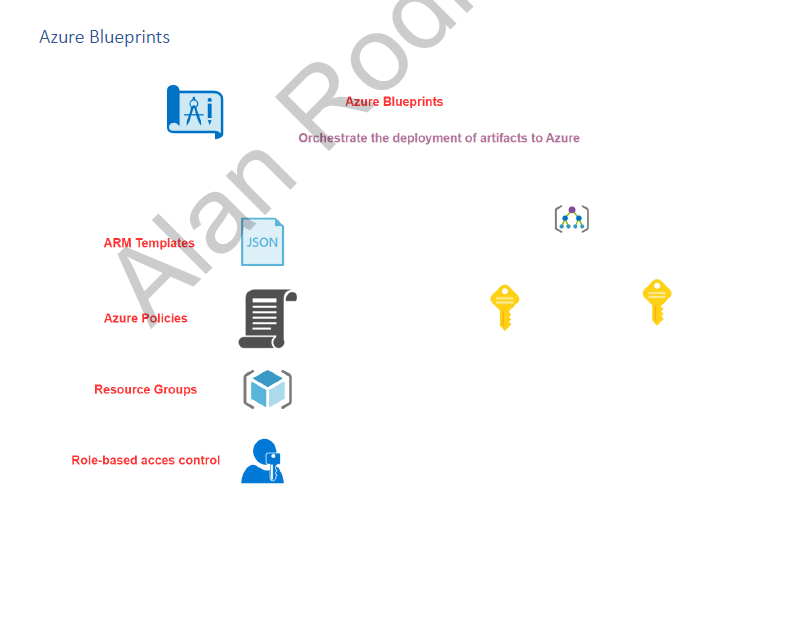 Azure Blueprints
Azure Blueprints
Orchestrate the deployment of artifacts to Azure
ARM Templates
JSON
Azure Policies
Resource Groups
Role-based acces control
Alan Rod